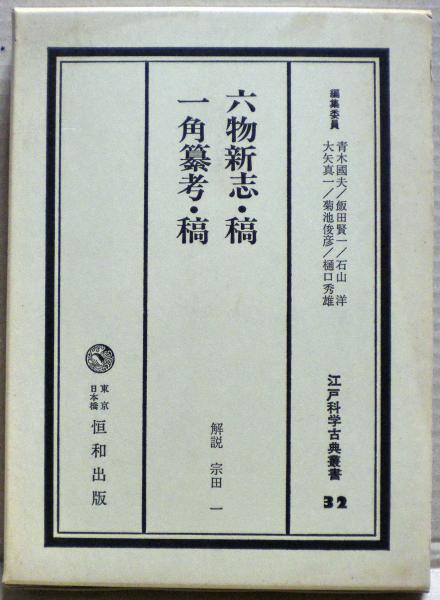 編集委員
青木國夫／飯田賢一／石山　洋
大矢真一／菊池俊彦／樋口秀雄
江戸科学古典叢書
32
六物新志・稿
一角纂考・稿
解説　宗田　一
東京
日本橋
恒和出版